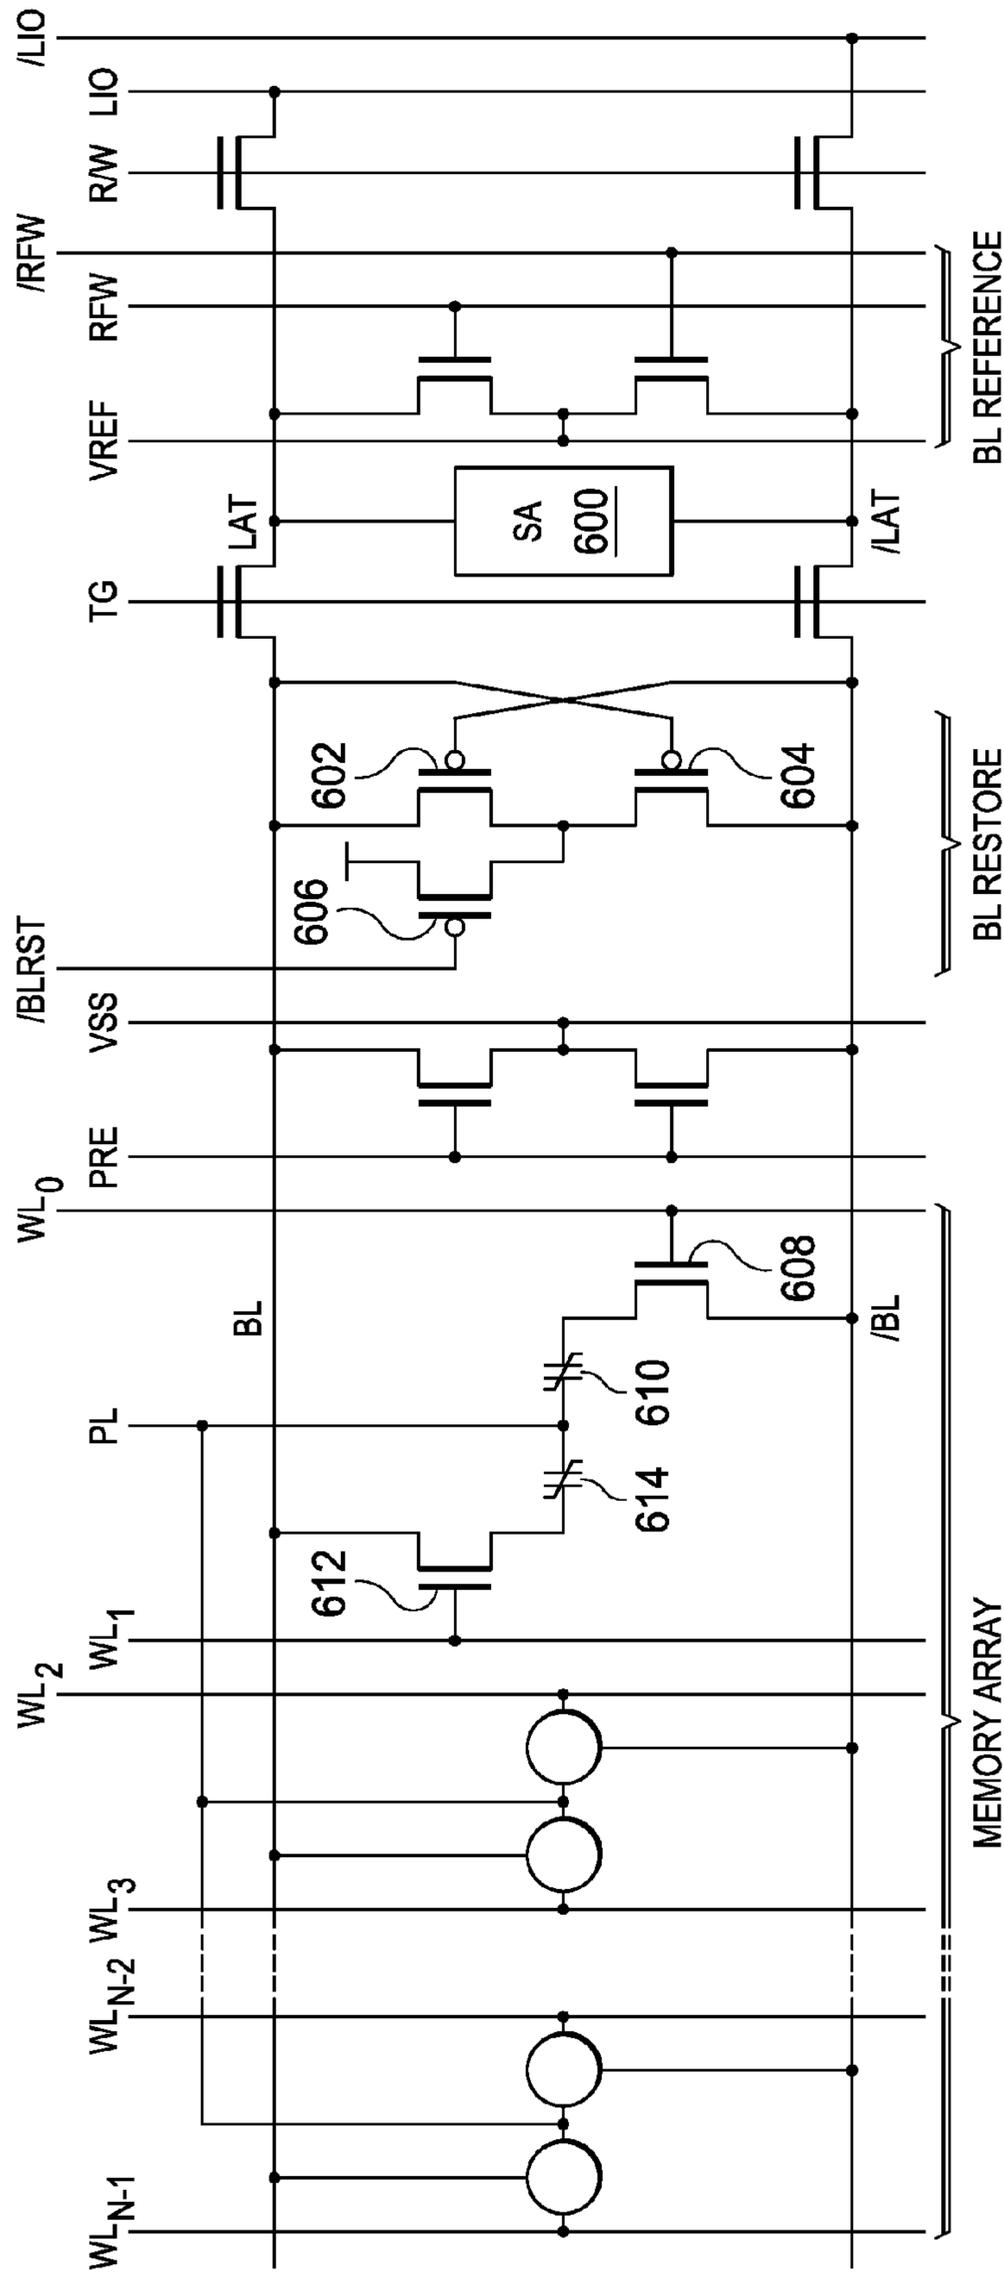 /LIO
LIO
R/W
/RFW
RFW
VREF
BL REFERENCE
LAT
SA
600
/LAT
TG
602
604
606
BL RESTORE
/BLRST
VSS
PRE
WL0
608
BL
/BL
PL
610
614
612
WL1
WL2
MEMORY ARRAY
WL3
WLN-2
WLN-1